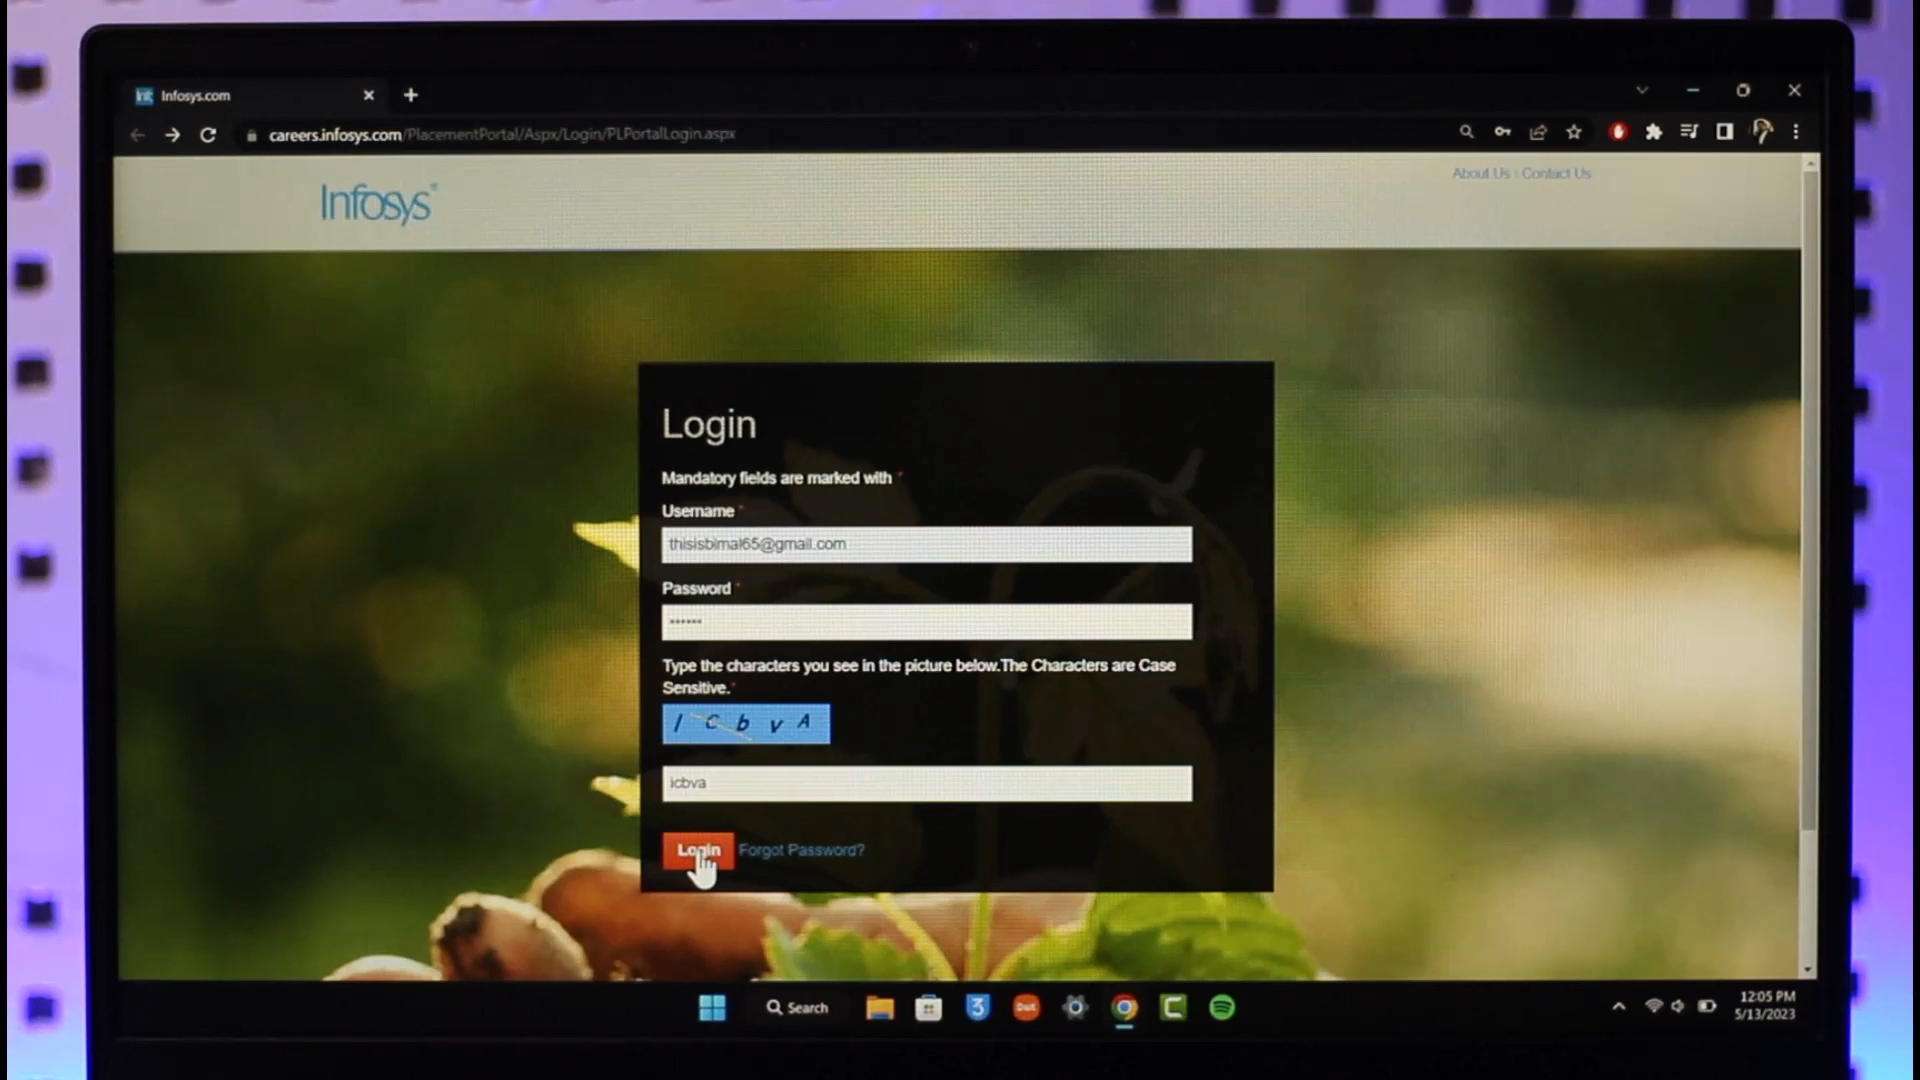 Infosys.com
careers.infosys.com/PlacementPortal/Aspx/Login/PLPortalLogin.aspx
About Us | Contact Us
Infosys®
Login
Mandatory fields are marked with *
Username *
thisisbimal65@gmail.com
Password *
••••••
Type the characters you see in the picture below.The Characters are Case
Sensitive.*
I C b v A
icbva
Login Forgot Password?
Search
3
Dot
12:05 PM
5/13/2023